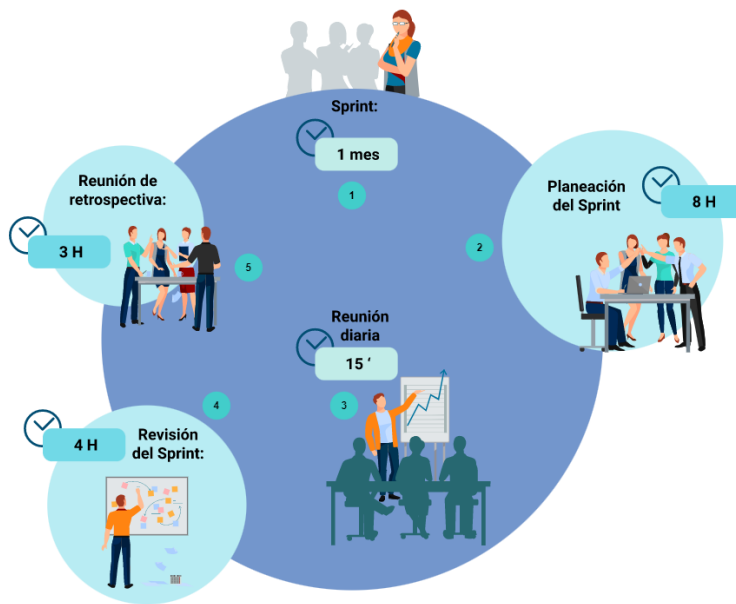 Sprint:
1 mes
1
Planeación
del Sprint
8 H
2
Reunión
diaria
15 ‘
3
4 H
Revisión
del Sprint:
4
Reunión de
retrospectiva:
3 H
5